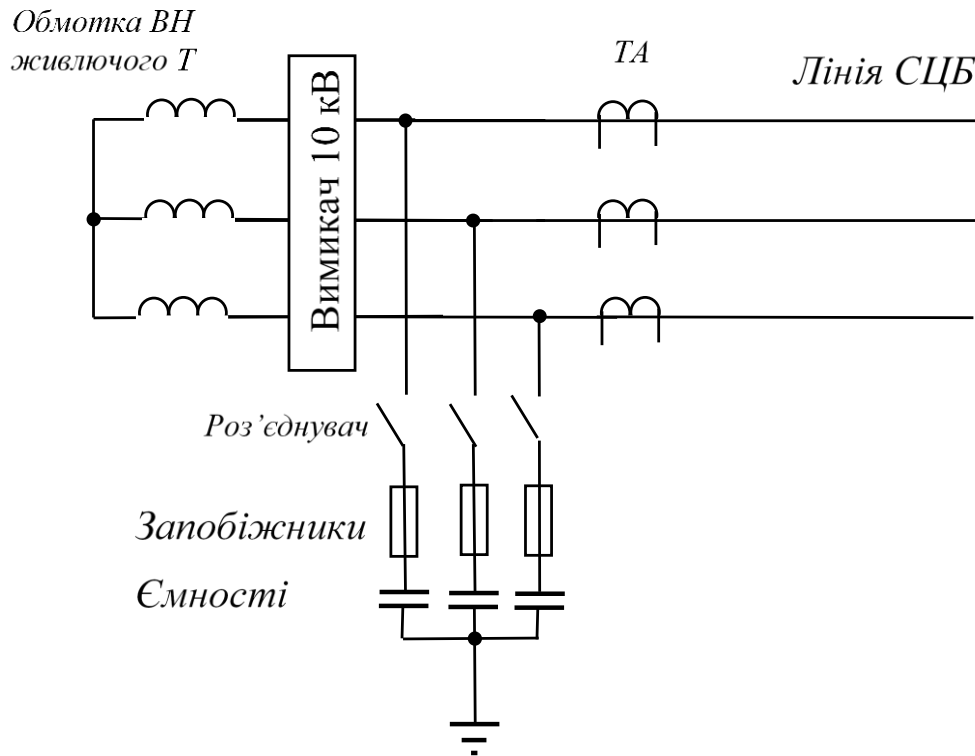 Обмотка ВН
живлючого Т
Вимикач 10 кВ
ТА
Лінія СЦБ
Роз’єднувач
Запобіжники
Ємності